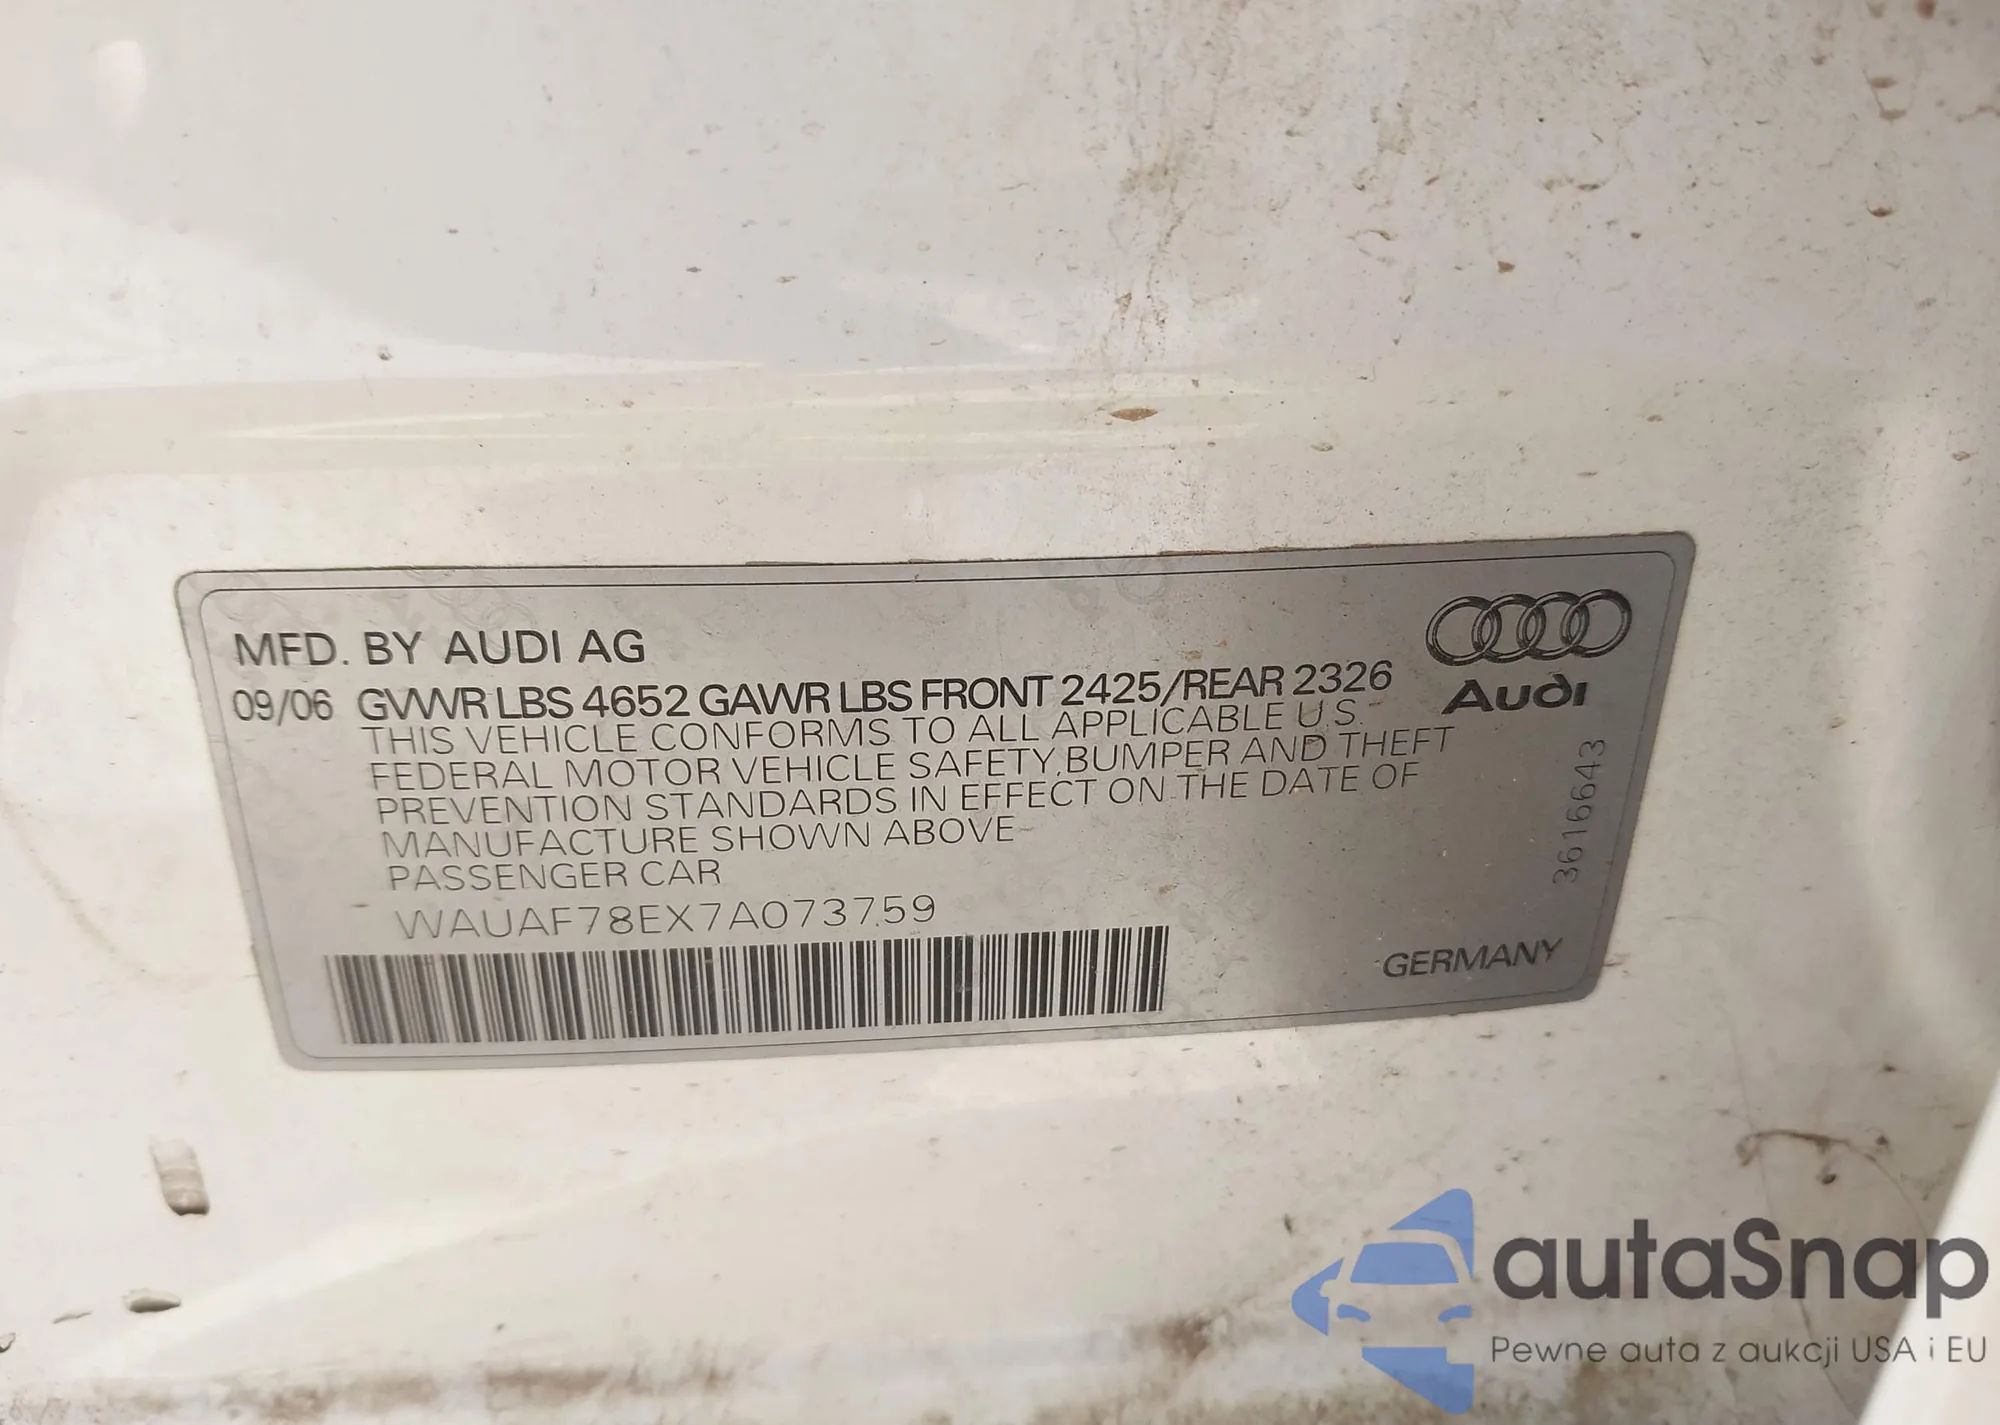 MFD. BY AUDI AG
09/06 GVWR LBS 4652 GAWR LBS FRONT 2425/REAR 2326
THIS VEHICLE CONFORMS TO ALL APPLICABLE U.S.
FEDERAL MOTOR VEHICLE SAFETY, BUMPER AND THEFT
PREVENTION STANDARDS IN EFFECT ON THE DATE OF
MANUFACTURE SHOWN ABOVE
PASSENGER CAR
WAUAF78EX7A073759
Audi
3616643
GERMANY
autaSnap
Pewne auta z aukcji USA i EU